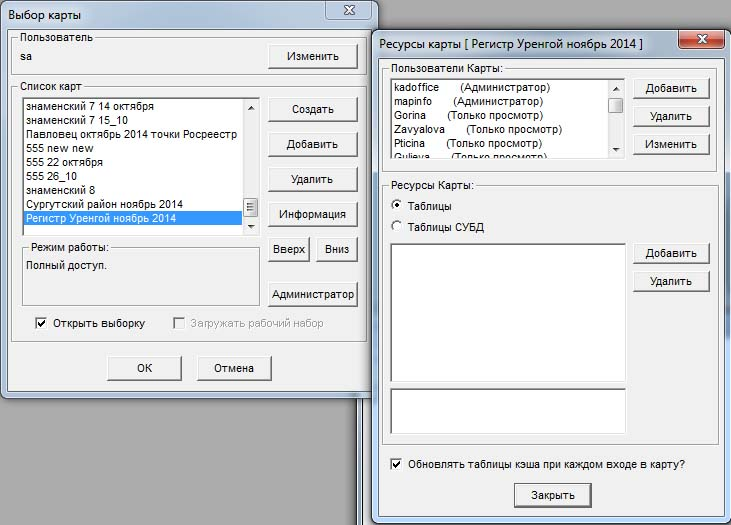 Выбор карты
Пользователь
sa
Изменить
Список карт
знаменский 7 14 октября
знаменский 7 15_10
Павловец октябрь 2014 точки Росреестр
555 new new
555 22 октября
555 26_10
знаменский 8
Сургутский район ноябрь 2014
Регистр Уренгой ноябрь 2014
Создать
Добавить
Удалить
Информация
Вверх
Вниз
Администратор
Режим работы:
Полный доступ.
Открыть выборку
Загружать рабочий набор
ОК
Отмена
Ресурсы карты [ Регистр Уренгой ноябрь 2014 ]
Пользователи Карты:
kadoffice (Администратор)
mapinfo (Администратор)
Gorina (Только просмотр)
Zavyalova (Только просмотр)
Pticina (Только просмотр)
Gulieva (Только просмотр)
Добавить
Удалить
Изменить
Ресурсы Карты:
Таблицы
Таблицы СУБД
Добавить
Удалить
Обновлять таблицы кэша при каждом входе в карту?
Закрыть